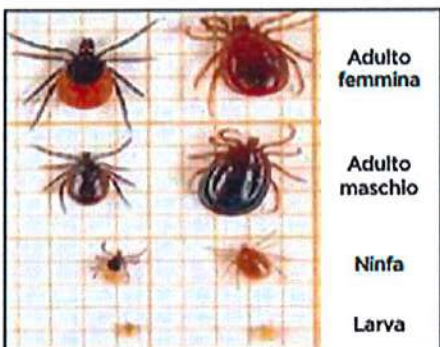 Adulto
femmina
Adulto
maschio
Ninfa
Larva